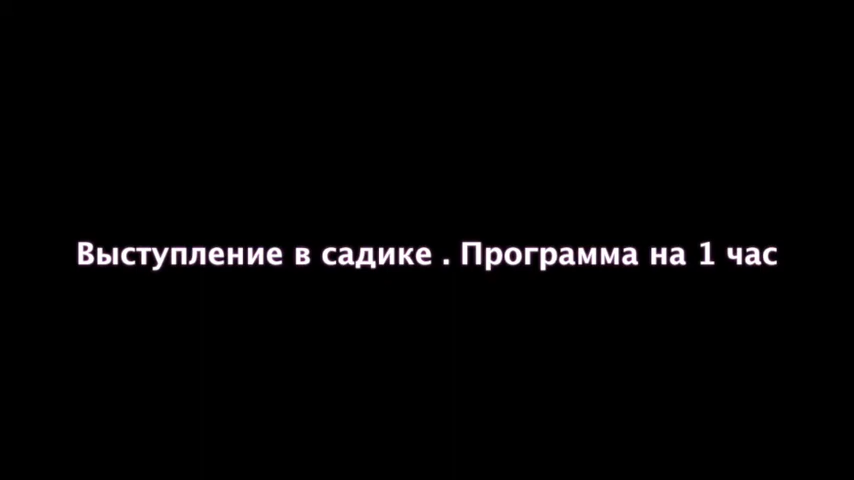 Выступление в садике . Программа на 1 час